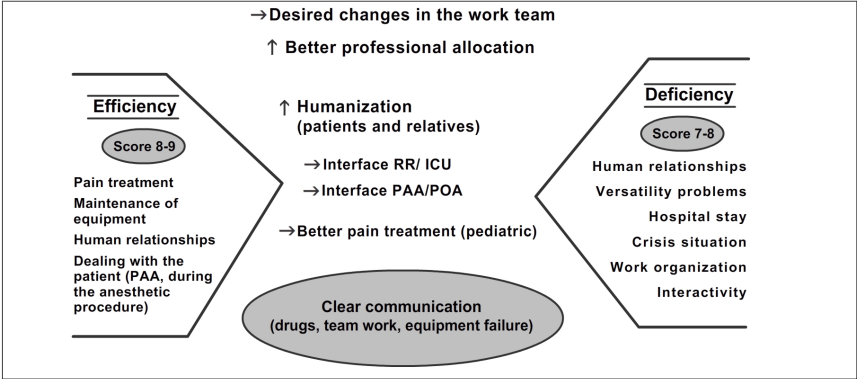 →Desired changes in the work team
↑ Better professional allocation
Efficiency
Score 8-9
Pain treatment
Maintenance of
equipment
Human relationships
Dealing with the
patient (PAA, during
the anesthetic
procedure)
↑ Humanization
(patients and relatives)
→Interface RR/ ICU
→Interface PAA/POA
→Better pain treatment (pediatric)
Clear communication
(drugs, team work, equipment failure)
Deficiency
Score 7-8
Human relationships
Versatility problems
Hospital stay
Crisis situation
Work organization
Interactivity